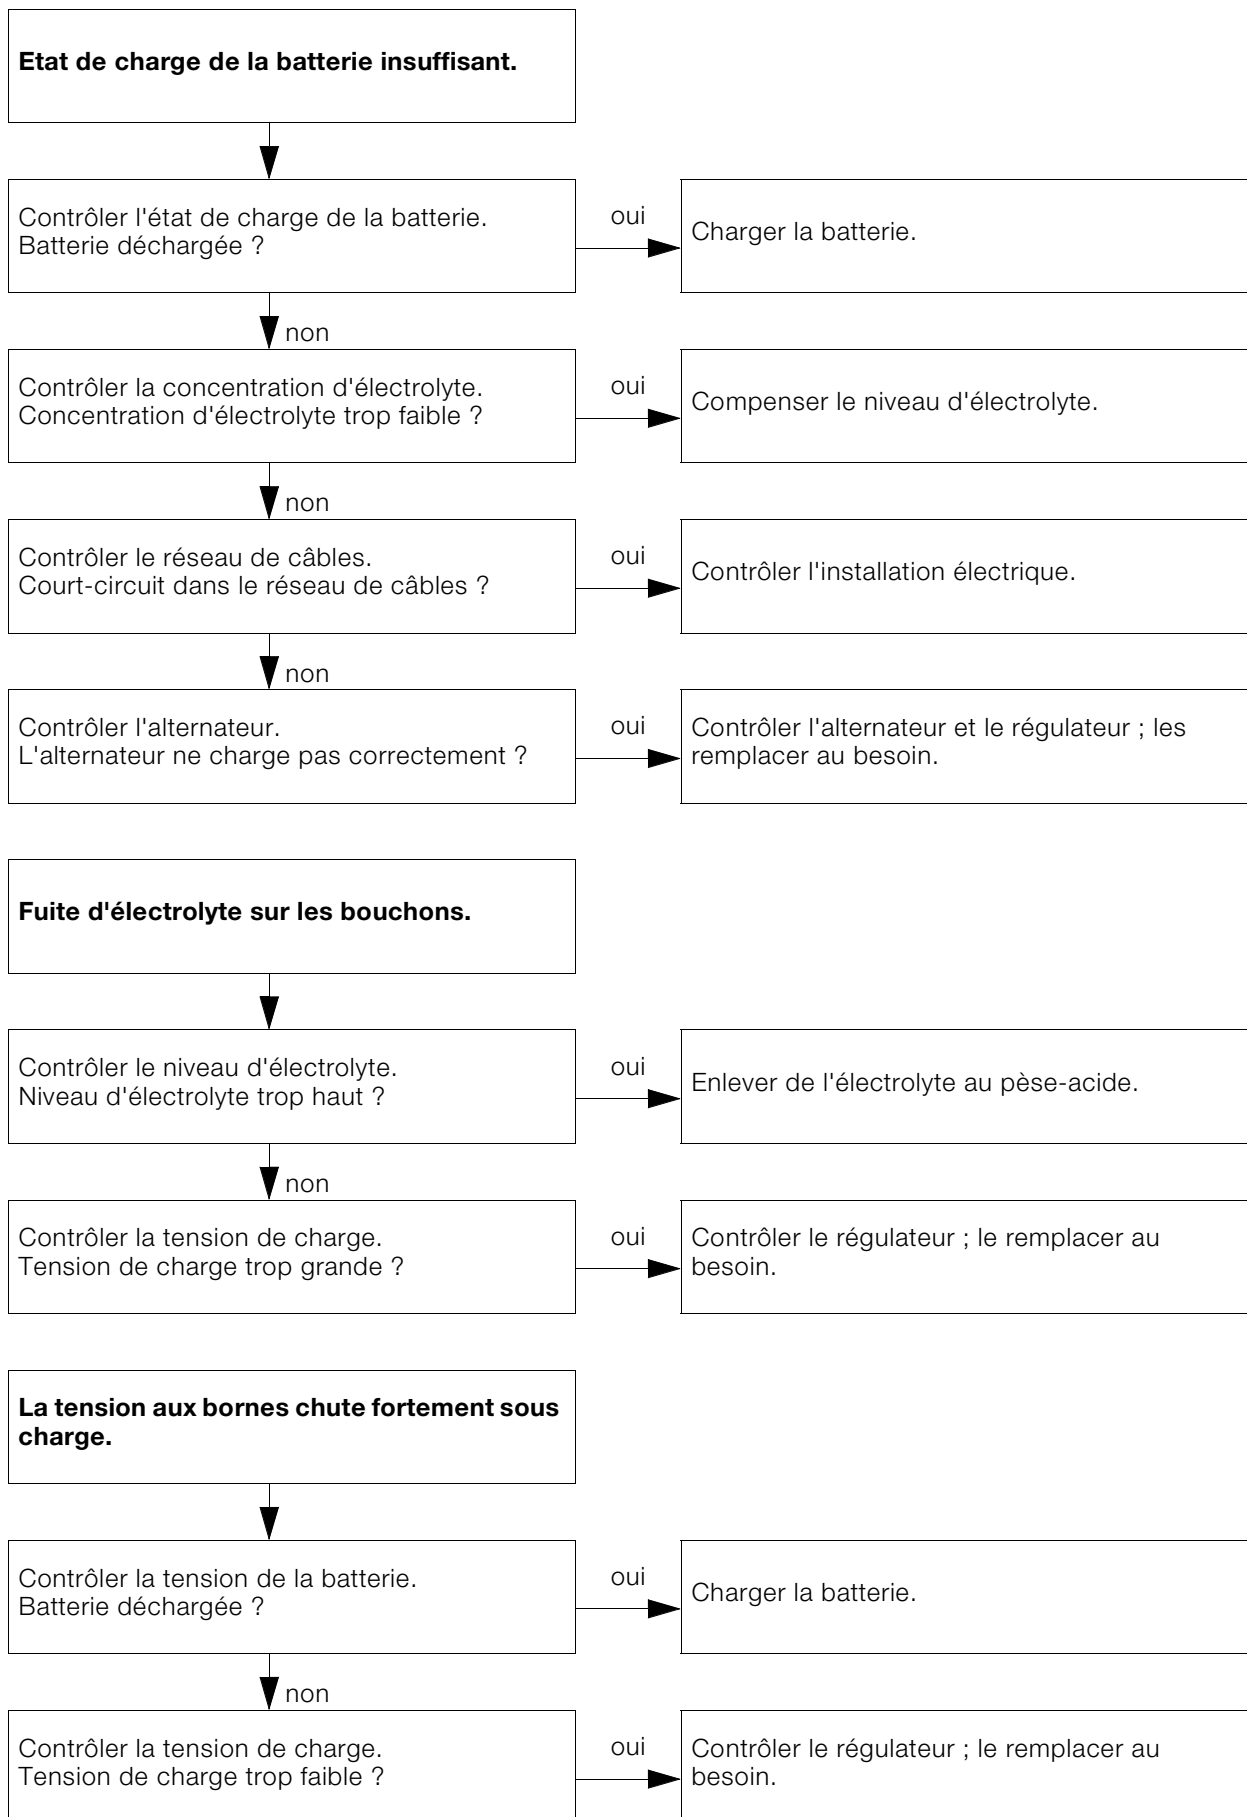 Etat de charge de la batterie insuffisant.
Contrôler l'état de charge de la batterie.
Batterie déchargée ?
oui
Charger la batterie.
non
Contrôler la concentration d'électrolyte.
Concentration d'électrolyte trop faible ?
oui
Compenser le niveau d'électrolyte.
non
Contrôler le réseau de câbles.
Court-circuit dans le réseau de câbles ?
oui
Contrôler l'installation électrique.
non
Contrôler l'alternateur.
L'alternateur ne charge pas correctement ?
oui
Contrôler l'alternateur et le régulateur ; les
remplacer au besoin.
Fuite d'électrolyte sur les bouchons.
Contrôler le niveau d'électrolyte.
Niveau d'électrolyte trop haut ?
oui
Enlever de l'électrolyte au pèse-acide.
non
Contrôler la tension de charge.
Tension de charge trop grande ?
oui
Contrôler le régulateur ; le remplacer au
besoin.
La tension aux bornes chute fortement sous
charge.
Contrôler la tension de la batterie.
Batterie déchargée ?
oui
Charger la batterie.
non
Contrôler la tension de charge.
Tension de charge trop faible ?
oui
Contrôler le régulateur ; le remplacer au
besoin.